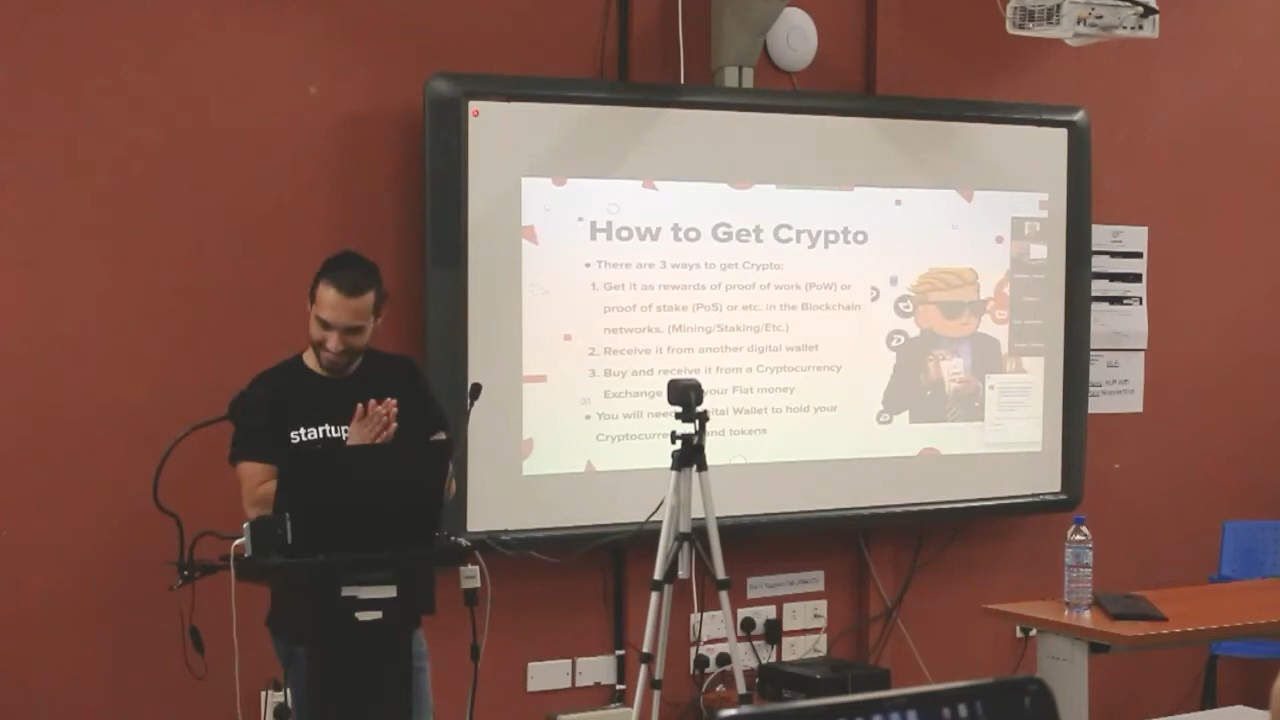 How to Get Crypto
• There are 3 ways to get Crypto:
1. Get it as rewards of proof of work (PoW) or
proof of stake (PoS) or etc. in the Blockchain
networks. (Mining/Staking/Etc.)
2. Receive it from another digital wallet
3. Buy and receive it from a Cryptocurrency
Exchange your Fiat money
• You will need Digital Wallet to hold your
and tokens
startup